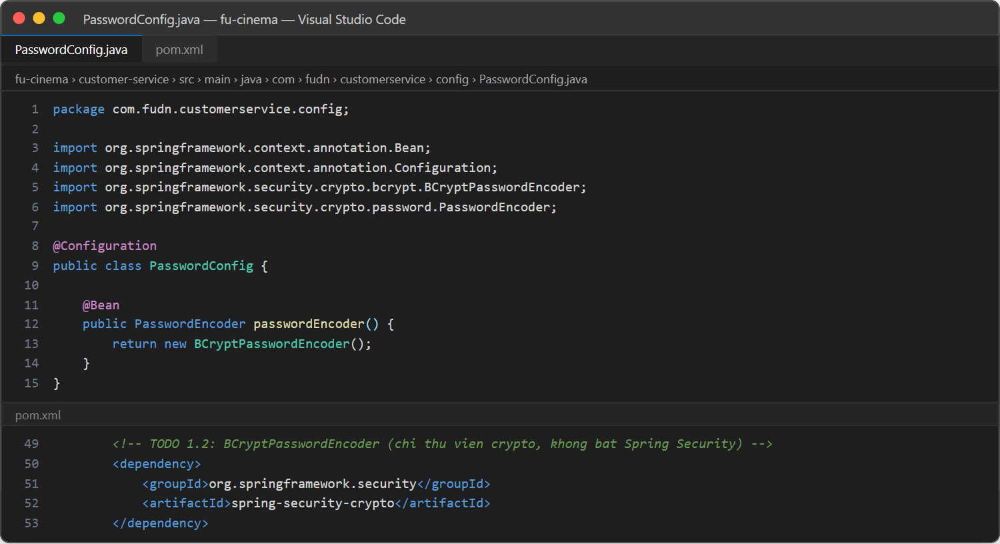 PasswordConfig.java — fu-cinema — Visual Studio Code
PasswordConfig.java pom.xml
fu-cinema › customer-service › src › main › java › com › fudn › customerservice › config › PasswordConfig.java
1 package com.fudn.customerservice.config;
2
3 import org.springframework.context.annotation.Bean;
4 import org.springframework.context.annotation.Configuration;
5 import org.springframework.security.crypto.bcrypt.BCryptPasswordEncoder;
6 import org.springframework.security.crypto.password.PasswordEncoder;
7
8 @Configuration
9 public class PasswordConfig {
10
11     @Bean
12     public PasswordEncoder passwordEncoder() {
13         return new BCryptPasswordEncoder();
14     }
15 }
pom.xml
49         <!-- TODO 1.2: BCryptPasswordEncoder (chi thu vien crypto, khong bat Spring Security) -->
50         <dependency>
51             <groupId>org.springframework.security</groupId>
52             <artifactId>spring-security-crypto</artifactId>
53         </dependency>